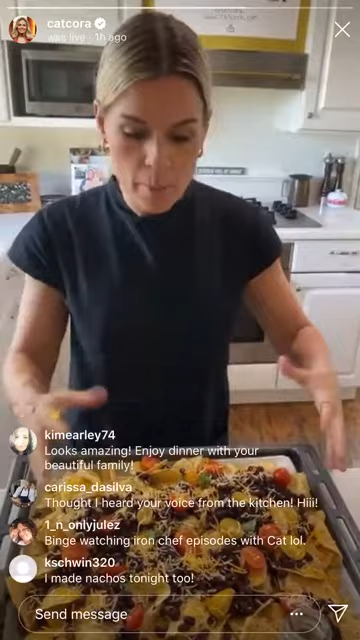 catcora
was live · 1h ago
kimearley74
Looks amazing! Enjoy dinner with your
beautiful family!
carissa_dasilva
Thought I heard your voice from the kitchen! Hiii!
1_n_onlyjulez
Binge watching iron chef episodes with Cat lol.
kschwin320
I made nachos tonight too!
Send message